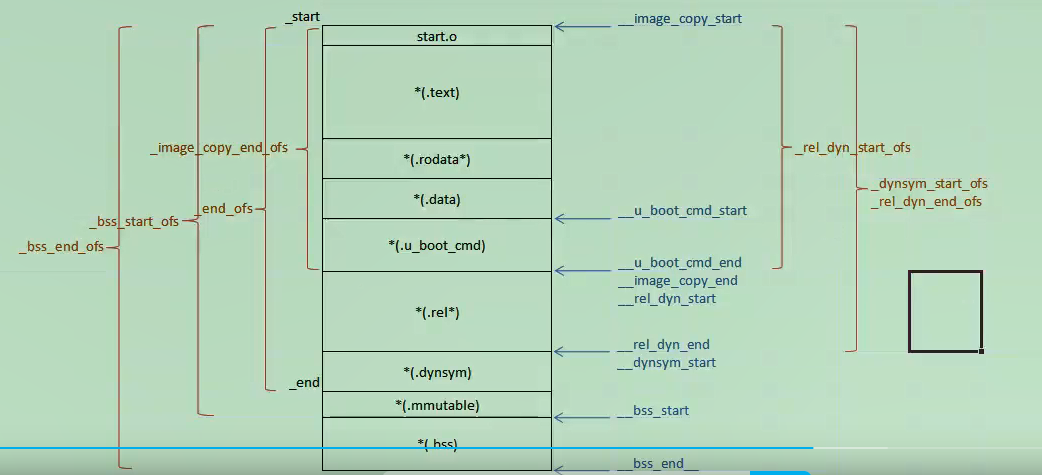 _start
__image_copy_start
start.o
*(.text)
_image_copy_end_ofs
*(.rodata*)
_rel_dyn_start_ofs
_dynsym_start_ofs
_rel_dyn_end_ofs
*(.data)
_end_ofs
__u_boot_cmd_start
_bss_start_ofs
_bss_end_ofs
*(.u_boot_cmd)
__u_boot_cmd_end
__image_copy_end
__rel_dyn_start
*(.rel*)
__rel_dyn_end
__dynsym_start
*(.dynsym)
_end
*(.mmutable)
__bss_start
*(.bss)
__bss_end__